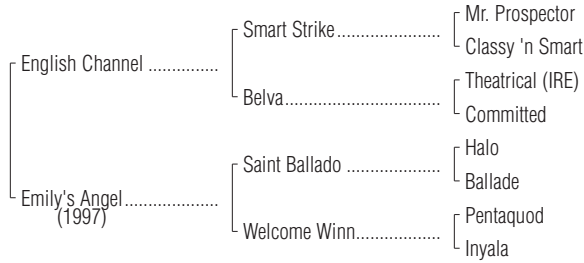 Mr. Prospector
Smart Strike...........................
Classy 'n Smart
English Channel ..................
Theatrical (IRE)
Belva........................................
Committed
Halo
Saint Ballado ........................
Ballade
Emily's Angel........................
(1997)
Pentaquod
Welcome Winn......................
Inyala